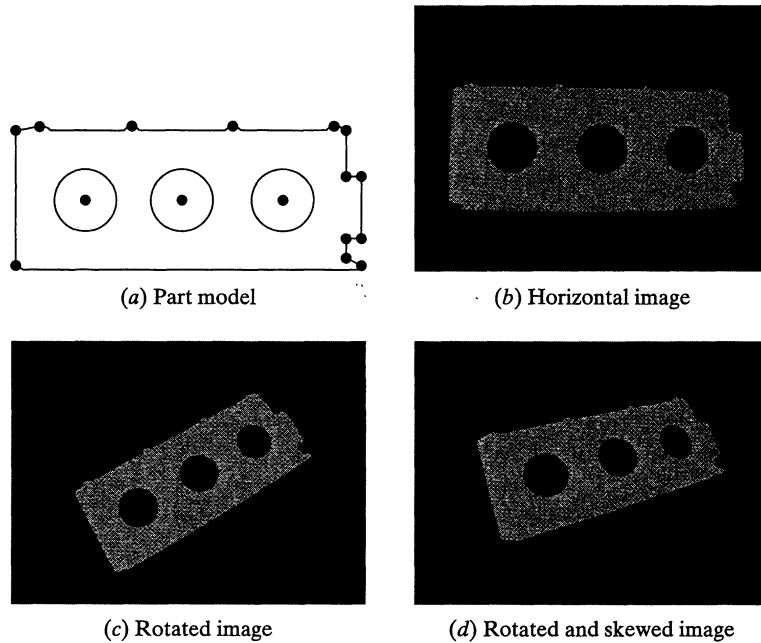 (a) Part model
(b) Horizontal image
(c) Rotated image
(d) Rotated and skewed image